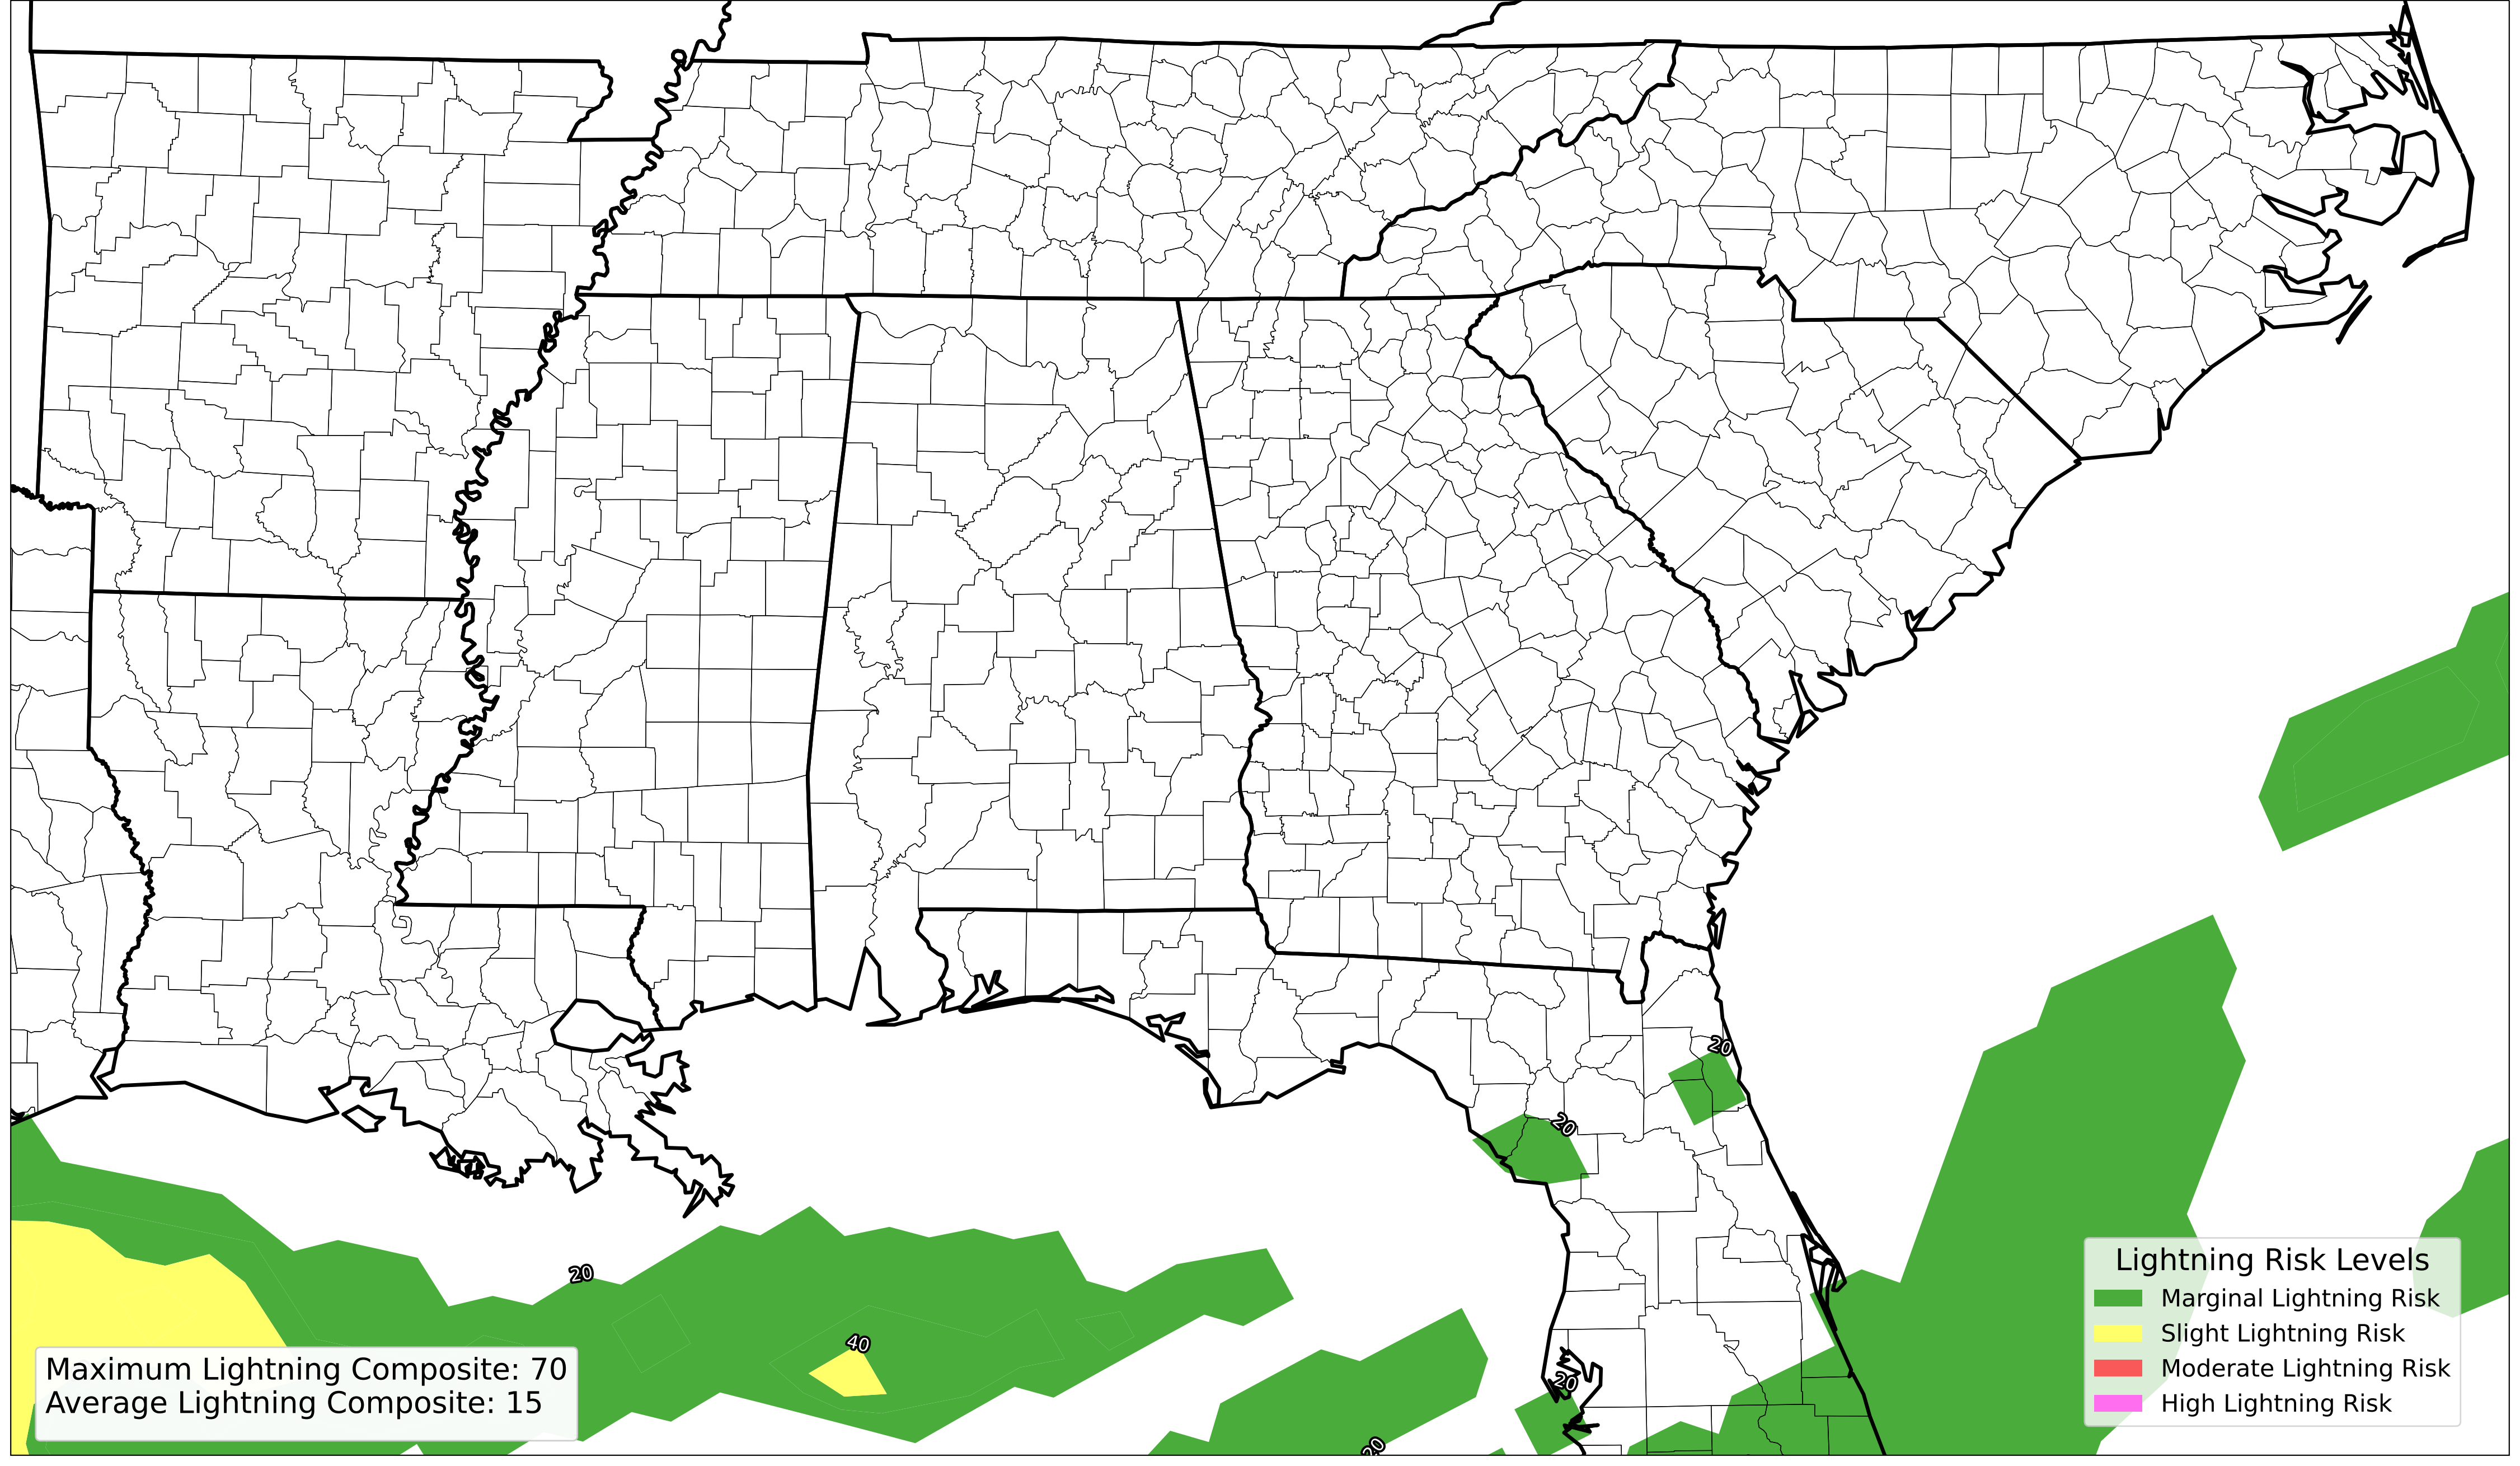 20
20
20
40
20
20
Maximum Lightning Composite: 70
Average Lightning Composite: 15
Lightning Risk Levels
Marginal Lightning Risk
Slight Lightning Risk
Moderate Lightning Risk
High Lightning Risk